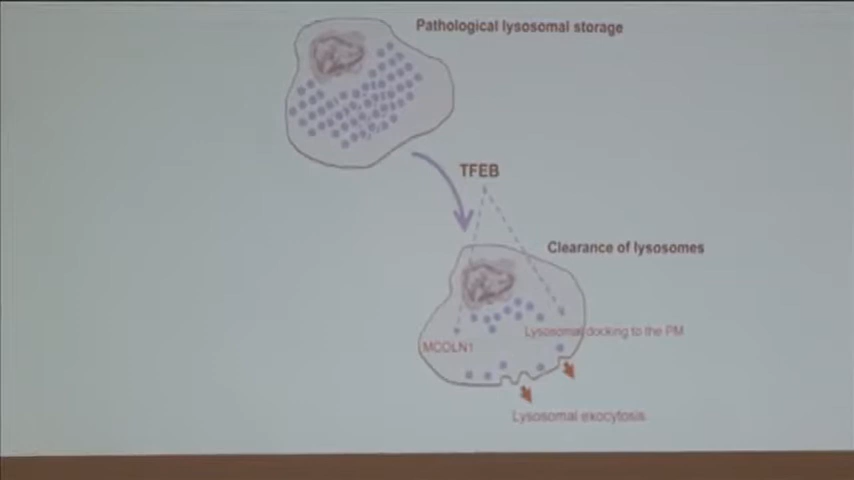 Pathological lysosomal storage
TFEB
Clearance of lysosomes
Lysosomal docking to the PM
MCOLN1
Lysosomal exocytosis